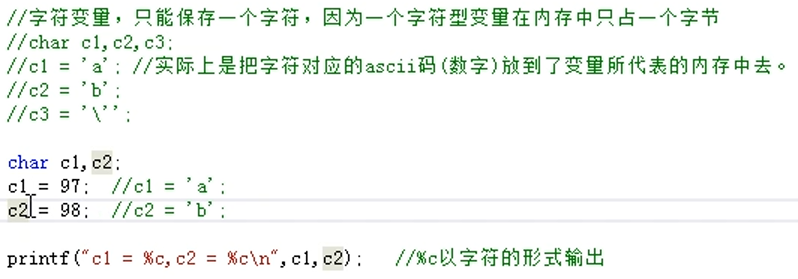 //字符变量，只能保存一个字符，因为一个字符型变量在内存中只占一个字节
//char c1,c2,c3;
//c1 = 'a'; //实际上是把字符对应的ascii码(数字)放到了变量所代表的内存中去。
//c2 = 'b';
//c3 = '\'';
char c1,c2;
c1 = 97;  //c1 = 'a';
c2 = 98;  //c2 = 'b';
printf("c1 = %c,c2 = %c\n",c1,c2);   //%c以字符的形式输出